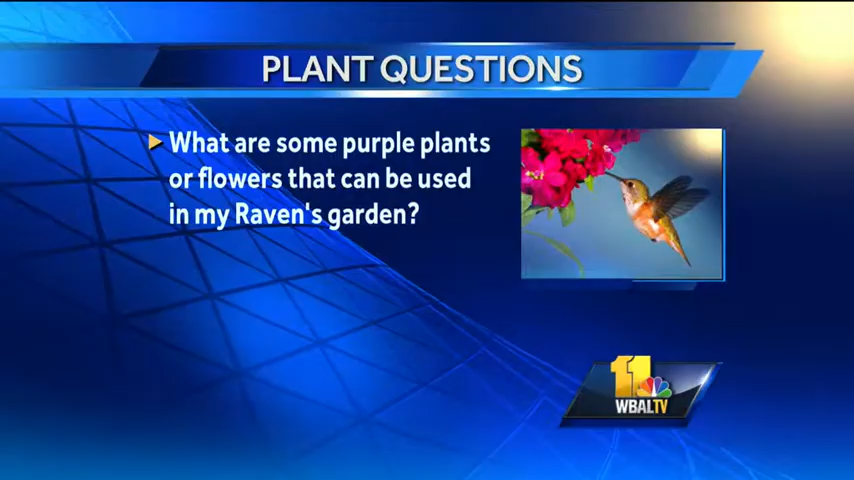 PLANT QUESTIONS
What are some purple plants
or flowers that can be used
in my Raven's garden?
11
WBALTV